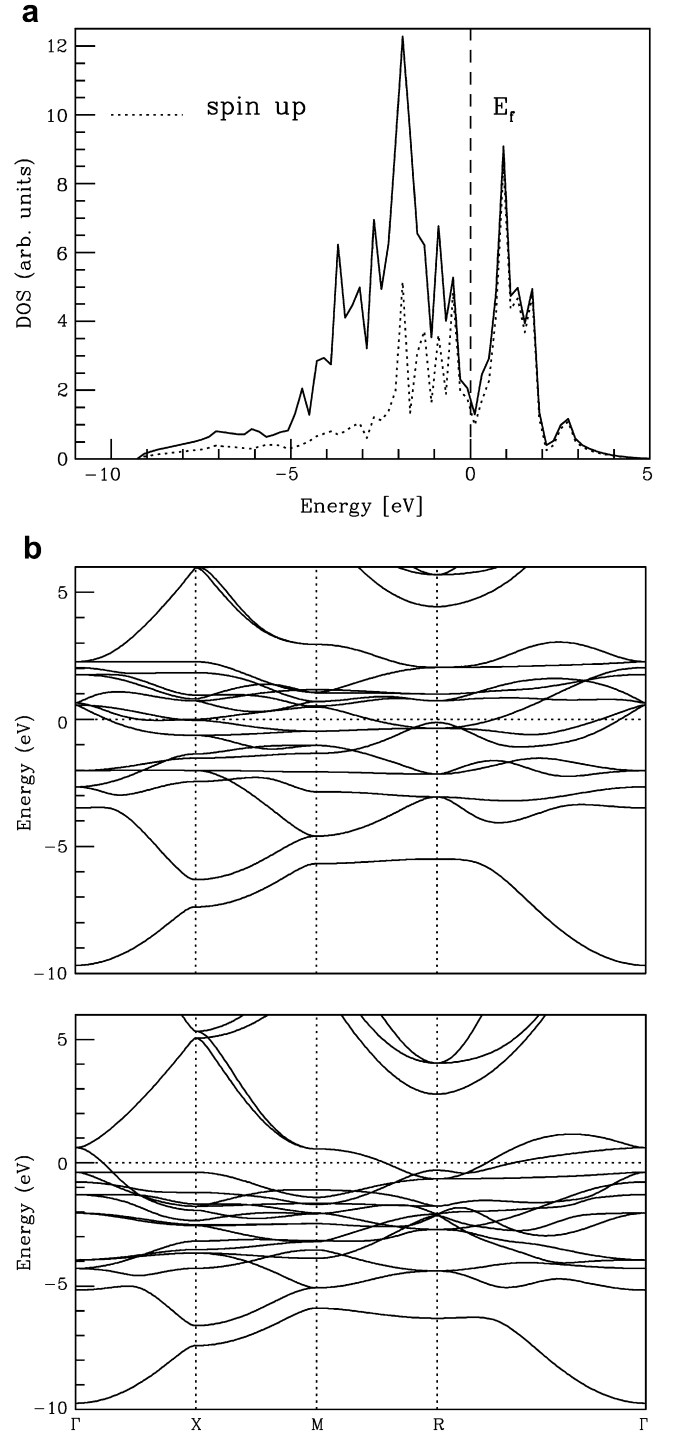 a
12
10
8
6
4
2
0
DOS (arb. units)
spin up
E_f
-10
-5
0
5
Energy [eV]
b
5
0
-5
-10
Energy (eV)
5
0
-5
-10
Energy (eV)
Γ X M R Γ